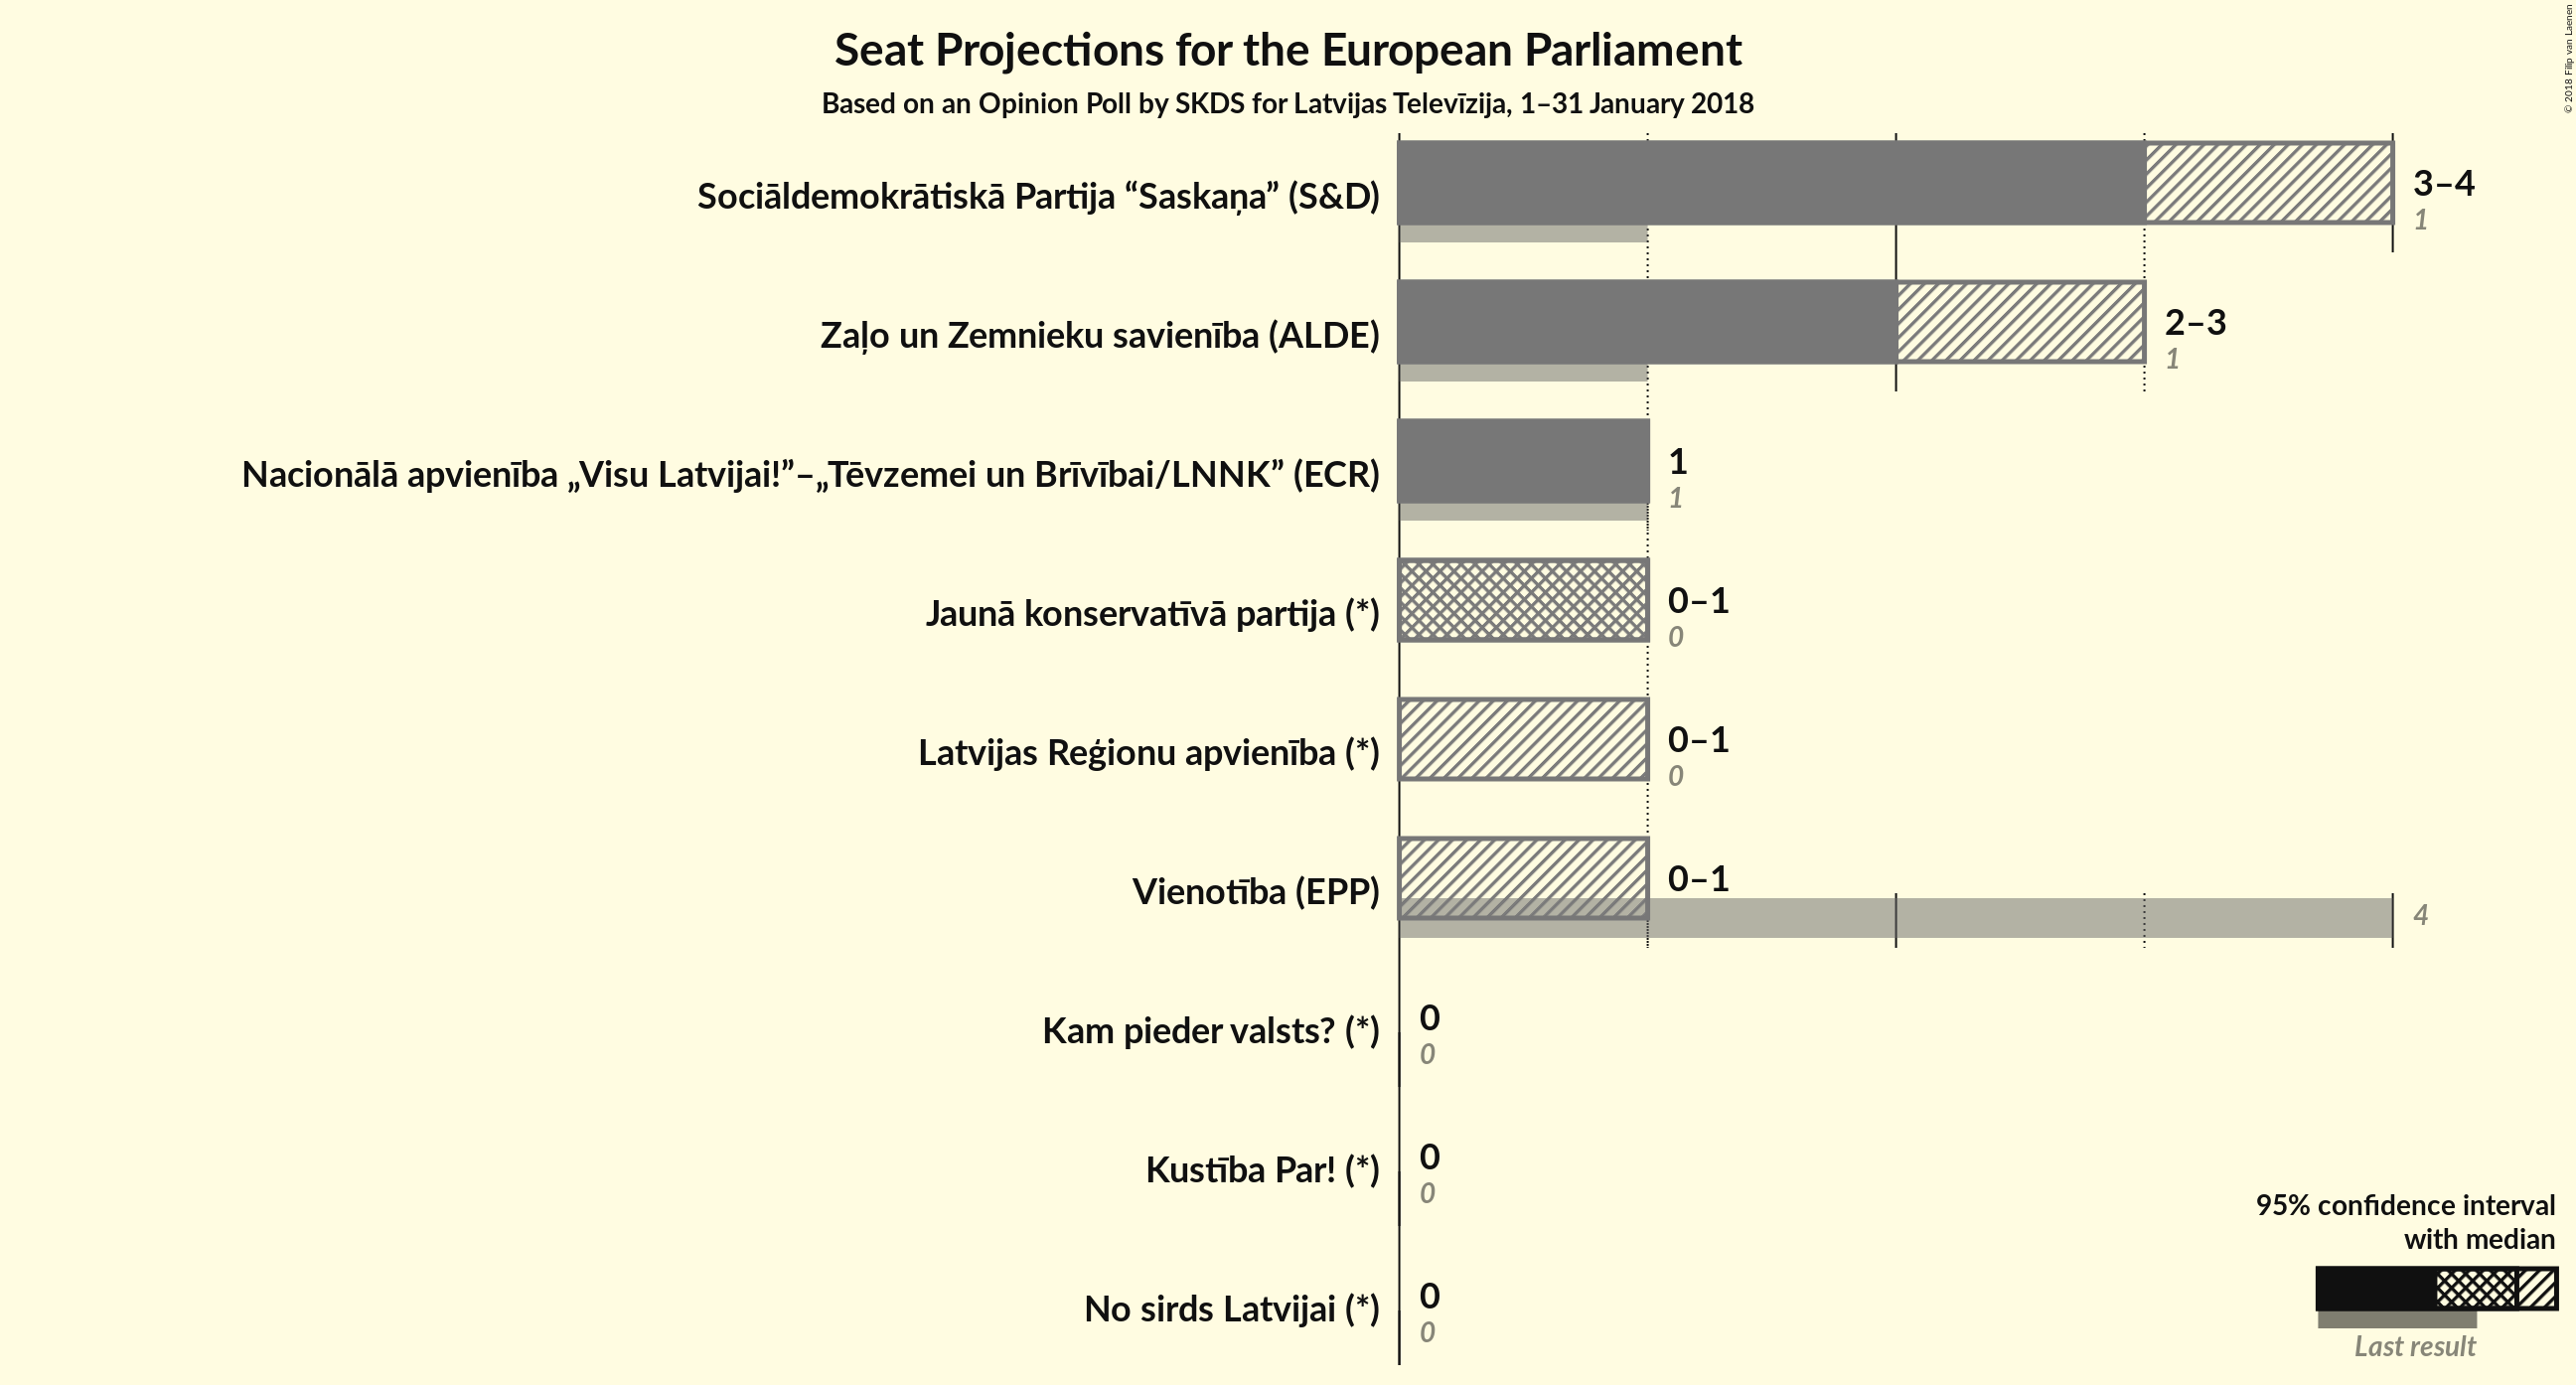 Seat Projections for the European Parliament
Based on an Opinion Poll by SKDS for Latvijas Televīzija, 1–31 January 2018
© 2018 Filip van Laenen
Sociāldemokrātiskā Partija “Saskaņa” (S&D)
3–4
1
Zaļo un Zemnieku savienība (ALDE)
2–3
1
Nacionālā apvienība „Visu Latvijai!”–„Tēvzemei un Brīvībai/LNNK” (ECR)
1
1
Jaunā konservatīvā partija (*)
0–1
0
Latvijas Reģionu apvienība (*)
0–1
0
Vienotība (EPP)
0–1
4
Kam pieder valsts? (*)
0
0
Kustība Par! (*)
0
0
No sirds Latvijai (*)
0
0
95% confidence interval
with median
Last result